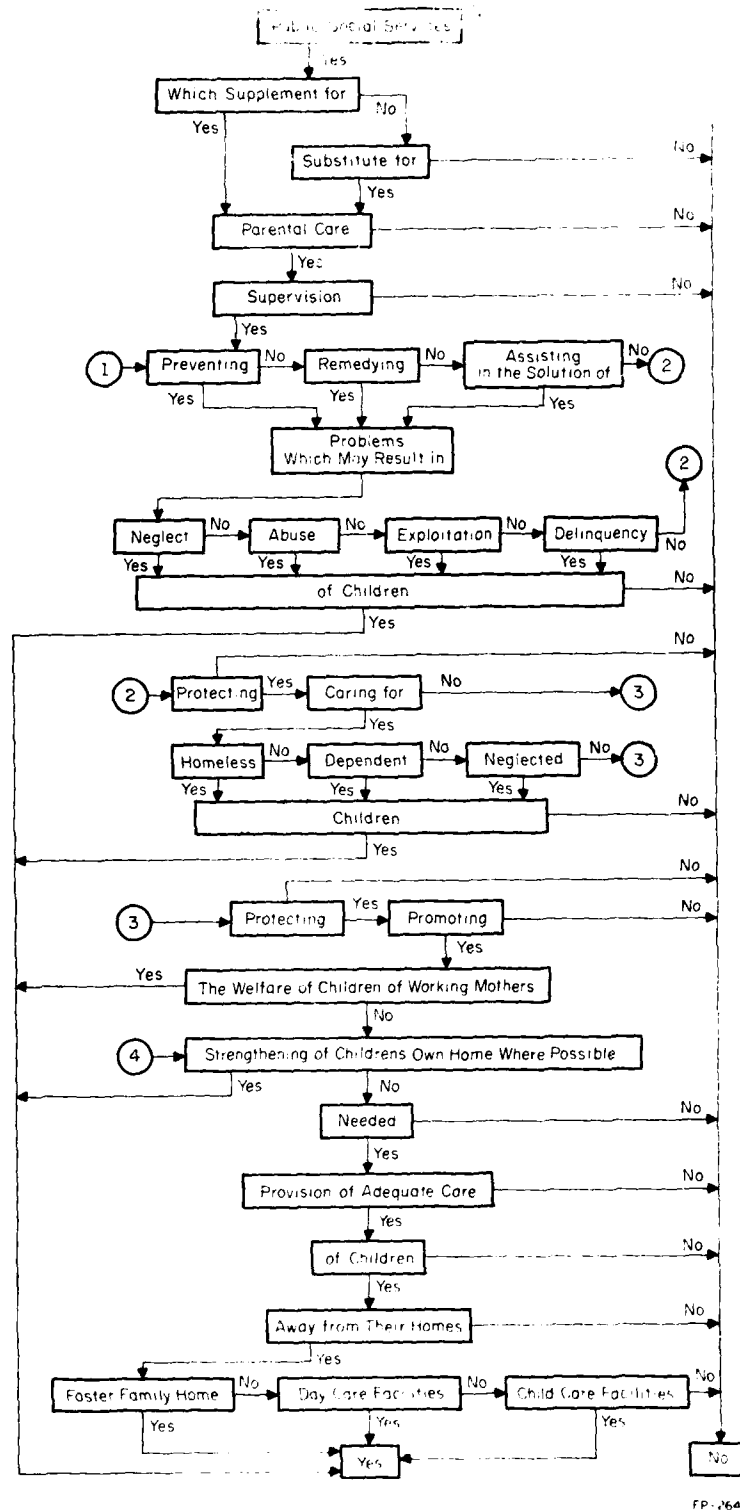 Public Social Services
Yes
Which Supplement for
No
Yes
Substitute for
No
Yes
Parental Care
No
Yes
Supervision
No
Yes
1
Preventing
No
Remedying
No
Assisting
in the Solution of
No
2
Yes
Yes
Yes
Problems
Which May Result in
2
Neglect
No
Abuse
No
Exploitation
No
Delinquency
No
Yes
Yes
Yes
Yes
of Children
No
Yes
No
2
Protecting
Yes
Caring for
No
3
Yes
Homeless
No
Dependent
No
Neglected
No
3
Yes
Yes
Yes
Children
No
Yes
No
3
Protecting
Yes
Promoting
No
Yes
Yes
The Welfare of Children of Working Mothers
No
4
Strengthening of Childrens Own Home Where Possible
Yes
No
Needed
No
Yes
Provision of Adequate Care
No
Yes
of Children
No
Yes
Away from Their Homes
No
Yes
Foster Family Home
No
Day Care Facilities
No
Child Care Facilities
No
Yes
Yes
Yes
Yes
No
FP-264